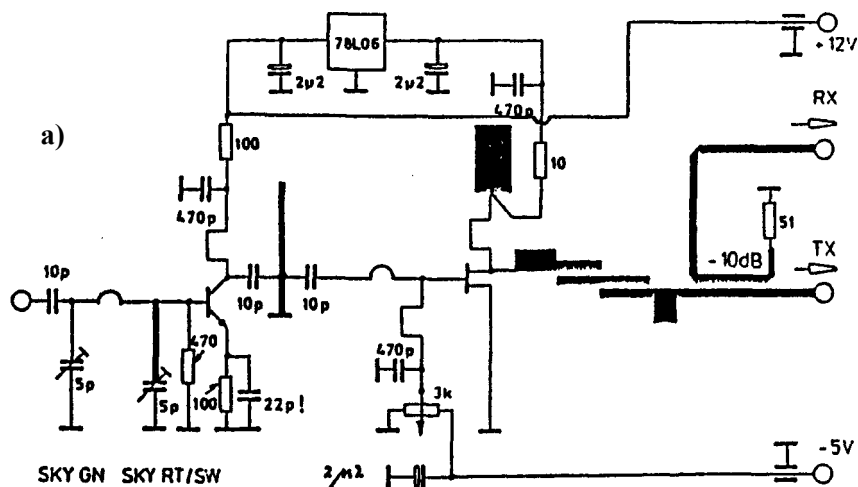 78L06
2µ2
2µ2
+12V
470p
RX
a)
100
10
470p
51
10p
-10dB
TX
10p
10p
470
470p
5p
5p
100
22p!
3k
-5V
SKY GN SKY RT/SW
2µ2